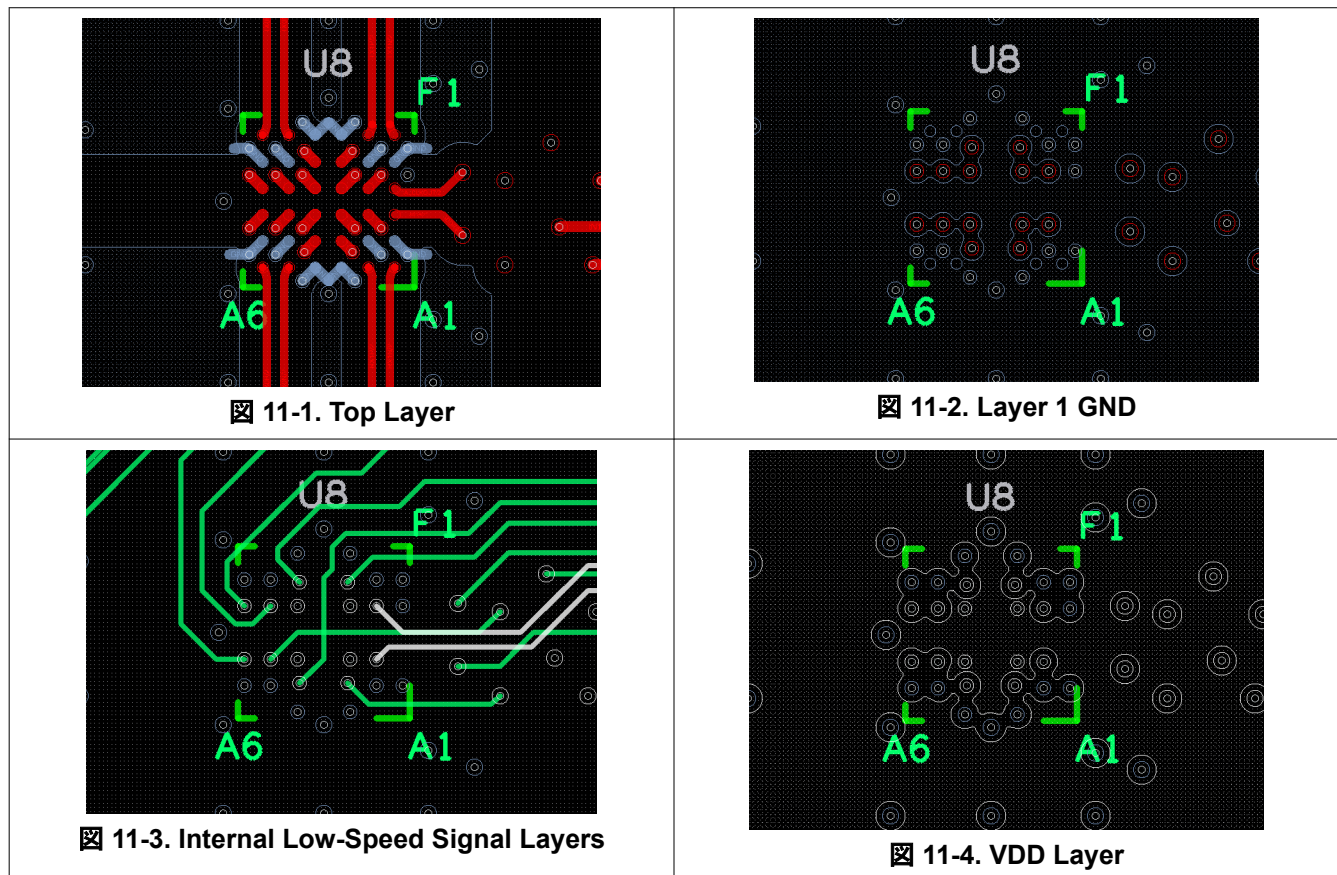 U8
F1
A6
A1
図 11-1. Top Layer
U8
F1
A6
A1
図 11-2. Layer 1 GND
U8
F1
A6
A1
図 11-3. Internal Low-Speed Signal Layers
U8
F1
A6
A1
図 11-4. VDD Layer